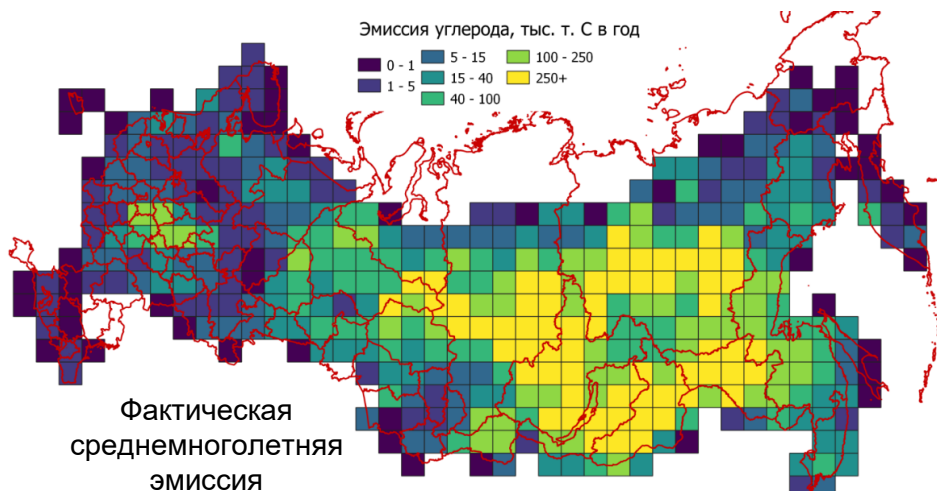 Эмиссия углерода, тыс. т. С в год
0 - 1
1 - 5
5 - 15
15 - 40
40 - 100
100 - 250
250+
Фактическая
среднемноголетняя
эмиссия